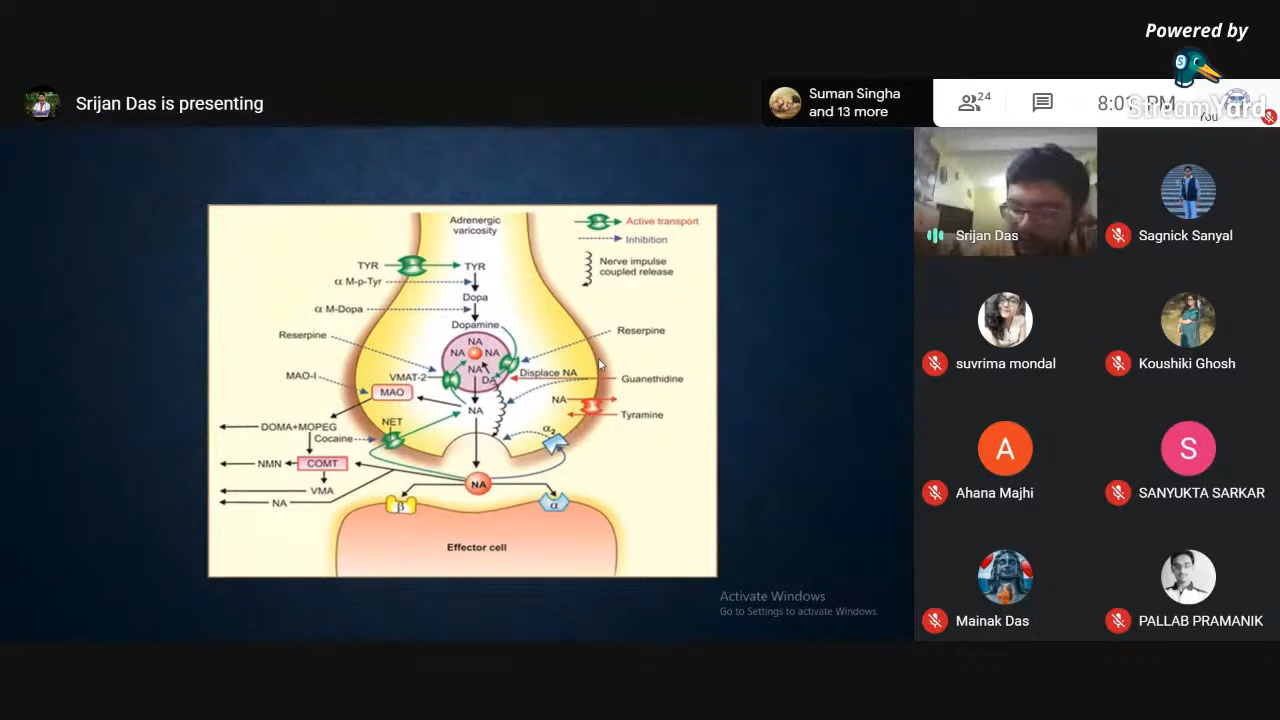 Powered by
StreamYard
Srijan Das is presenting
Suman Singha
and 13 more
24
8:01 PM
You
Adrenergic
varicosity
Active transport
Inhibition
Nerve impulse
coupled release
TYR
TYR
α M-p-Tyr
Dopa
α M-Dopa
Dopamine
Reserpine
Reserpine
NA
NA
NA
NA
DA
VMAT-2
Displace NA
Guanethidine
MAO-I
MAO
NA
NA
Tyramine
NET
α2
DOMA+MOPEG
Cocaine
NMN
COMT
VMA
NA
NA
β
α
Effector cell
Activate Windows
Go to Settings to activate Windows.
Srijan Das
Sagnick Sanyal
suvrima mondal
Koushiki Ghosh
A
S
Ahana Majhi
SANYUKTA SARKAR
Mainak Das
PALLAB PRAMANIK